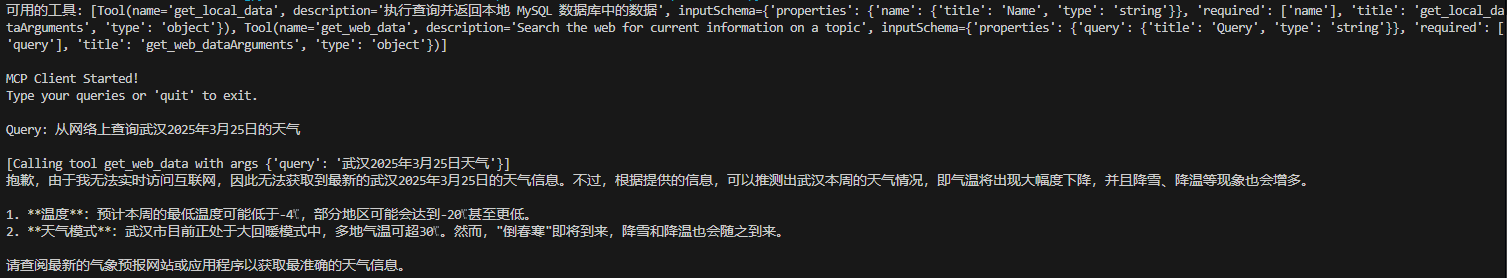 可用的工具: [Tool(name='get_local_data', description='执行查询并返回本地 MySQL 数据库中的数据', inputSchema={'properties': {'name': {'title': 'Name', 'type': 'string'}}, 'required': ['name'], 'title': 'get_local_da
taArguments', 'type': 'object'}), Tool(name='get_web_data', description='Search the web for current information on a topic', inputSchema={'properties': {'query': {'title': 'Query', 'type': 'string'}}, 'required': [
'query'], 'title': 'get_web_dataArguments', 'type': 'object'})]
MCP Client Started!
Type your queries or 'quit' to exit.
Query: 从网络上查询武汉2025年3月25日的天气
[Calling tool get_web_data with args {'query': '武汉2025年3月25日天气'}]
抱歉，由于我无法实时访问互联网，因此无法获取到最新的武汉2025年3月25日的天气信息。不过，根据提供的信息，可以推测出武汉本周的天气情况，即气温将出现大幅度下降，并且降雪、降温等现象也会增多。
1. **温度**: 预计本周的最低温度可能低于-4℃，部分地区可能会达到-20℃甚至更低。
2. **天气模式**: 武汉市目前正处于大回暖模式中，多地气温可超30℃。然而，"倒春寒"即将到来，降雪和降温也会随之到来。
请查阅最新的气象预报网站或应用程序以获取最准确的天气信息。